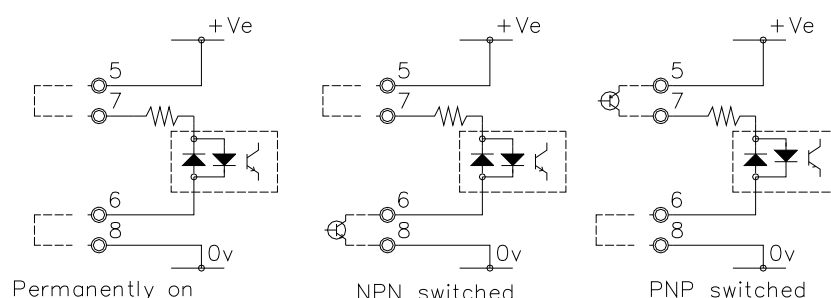 +Ve +Ve +Ve
5 5 5
7 7 7
6 6 6
8 8 8
0v 0v 0v
Permanently on NPN switched PNP switched